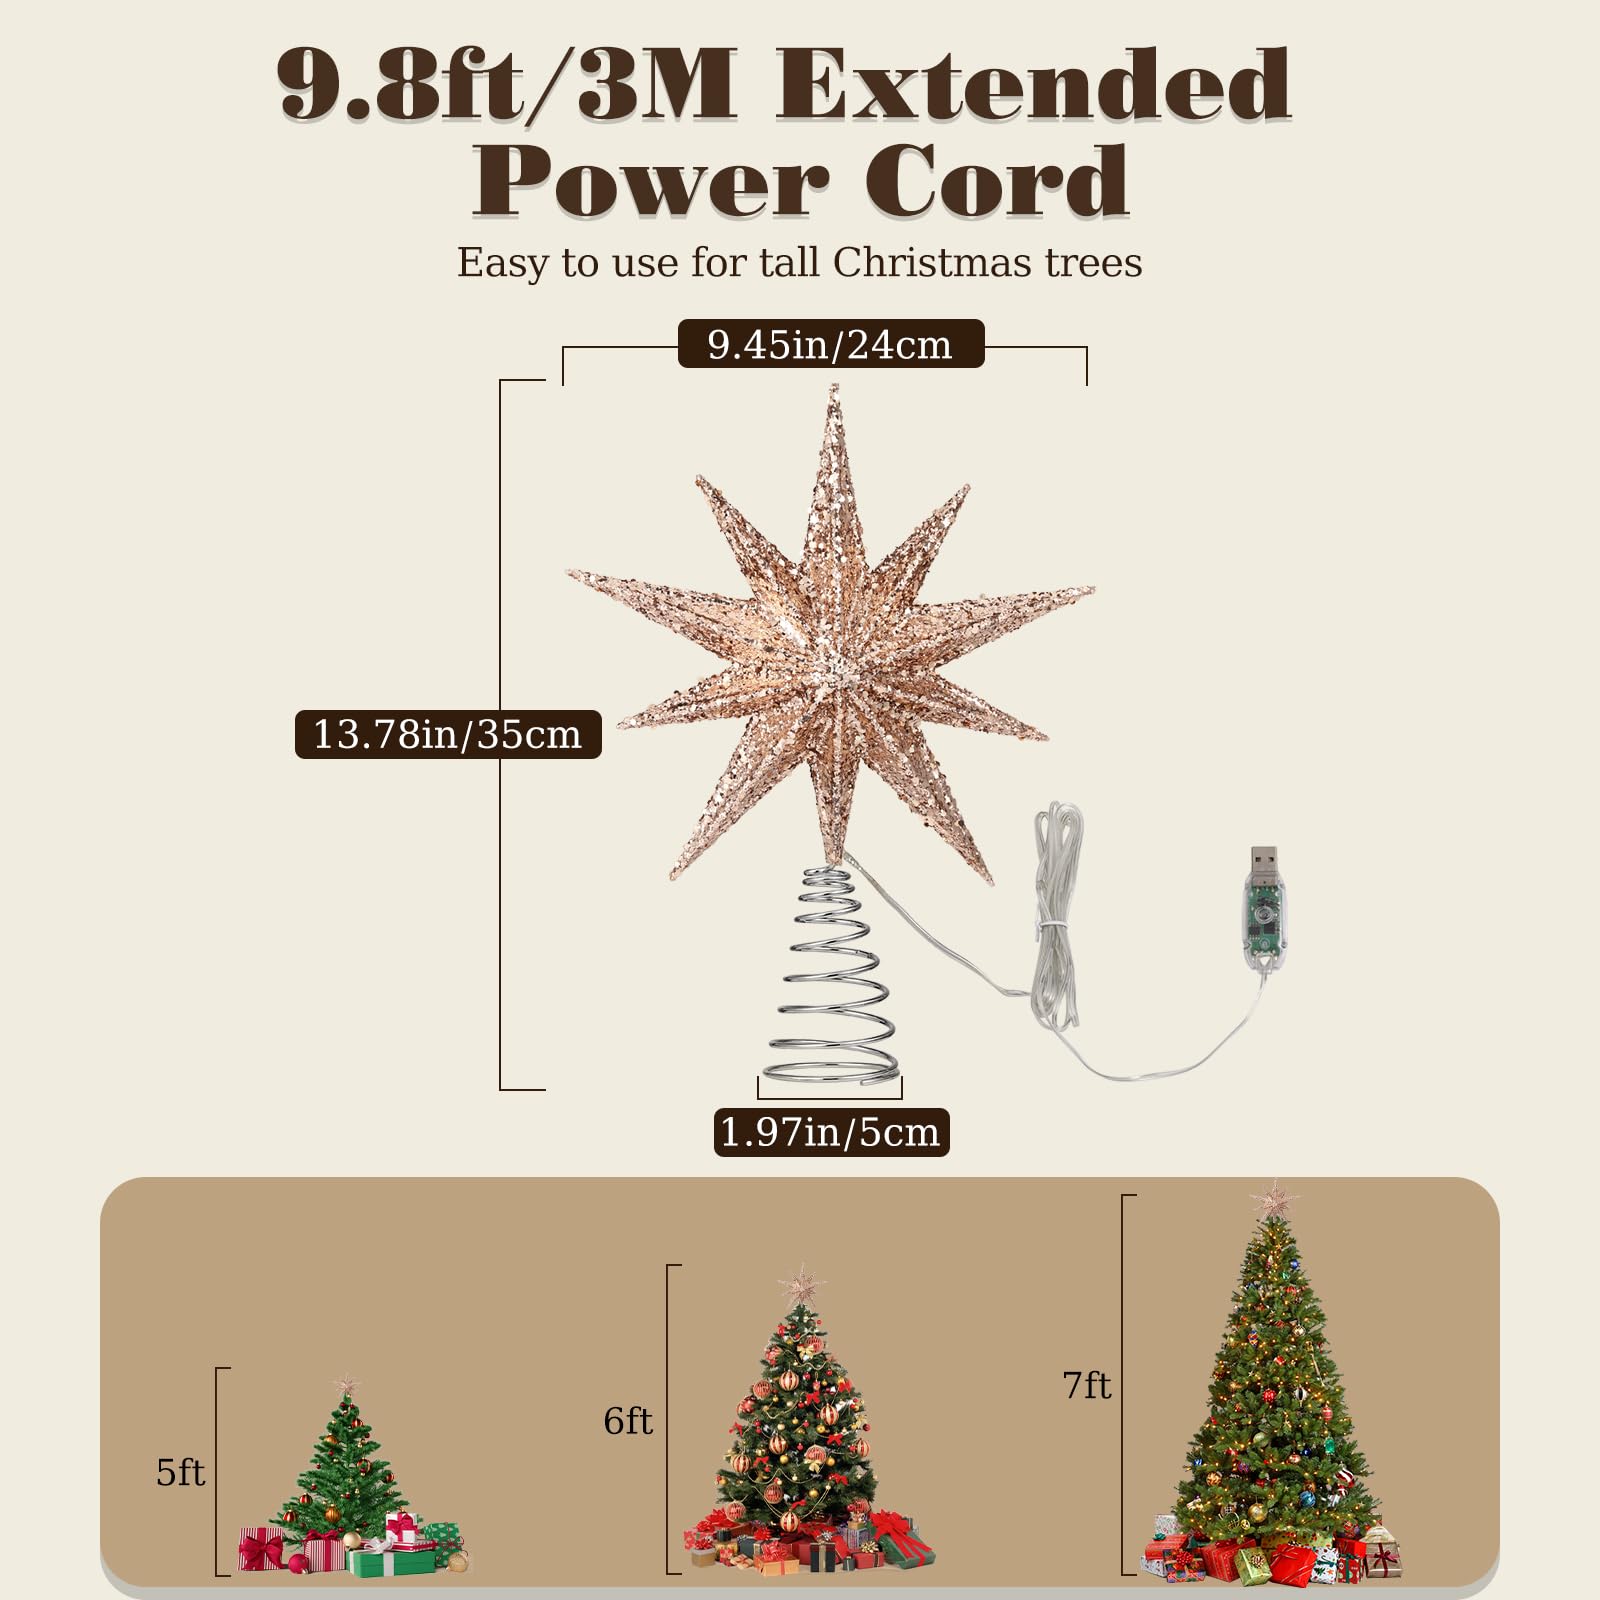 9.8ft/3M Extended
Power Cord
Easy to use for tall Christmas trees
9.45in/24cm
13.78in/35cm
1.97in/5cm
5ft
6ft
7ft